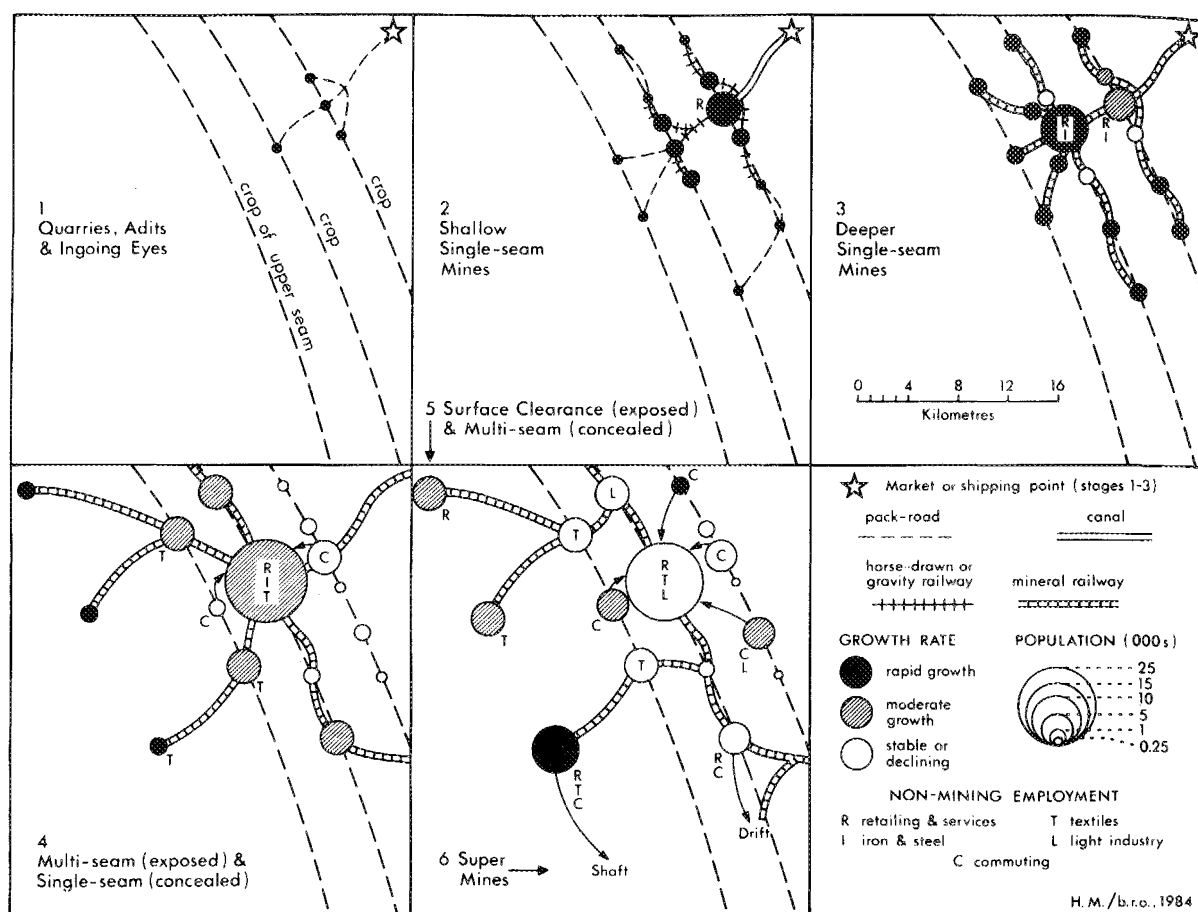 1
Quarries, Adits
& Ingoing Eyes
crop of upper seam
crop
crop
2
Shallow
Single-seam
Mines
R
5 Surface Clearance (exposed)
& Multi-seam (concealed)
3
Deeper
Single-seam
Mines
R
I
R
I
0 4 8 12 16
Kilometres
4
Multi-seam (exposed) &
Single-seam (concealed)
T
R
I
T
C
C
T
T
6 Super
Mines
R
L
C
T
R
T
L
C
C
T
C
L
T
R
T
C
R
C
Shaft
Drift
Market or shipping point (stages 1-3)
pack-road
canal
horse-drawn or
gravity railway
mineral railway
GROWTH RATE
rapid growth
moderate
growth
stable or
declining
POPULATION (000s)
25
15
10
5
1
0.25
NON-MINING EMPLOYMENT
R retailing & services
T textiles
I iron & steel
L light industry
C commuting
H.M./b.r.o., 1984